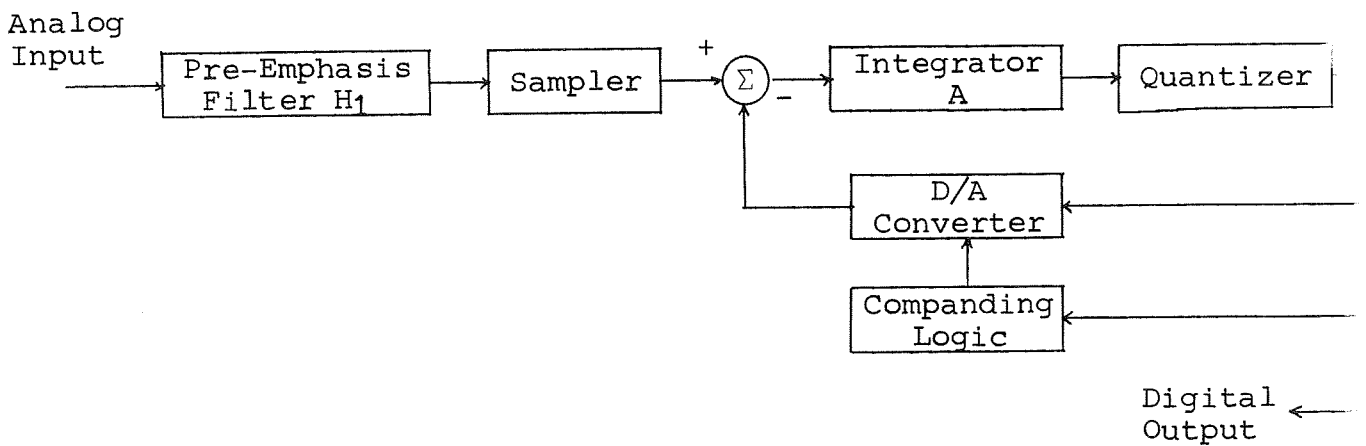 Analog
Input
Pre-Emphasis
Filter H1
Sampler
+
Σ
−
Integrator
A
Quantizer
D/A
Converter
Companding
Logic
Digital
Output